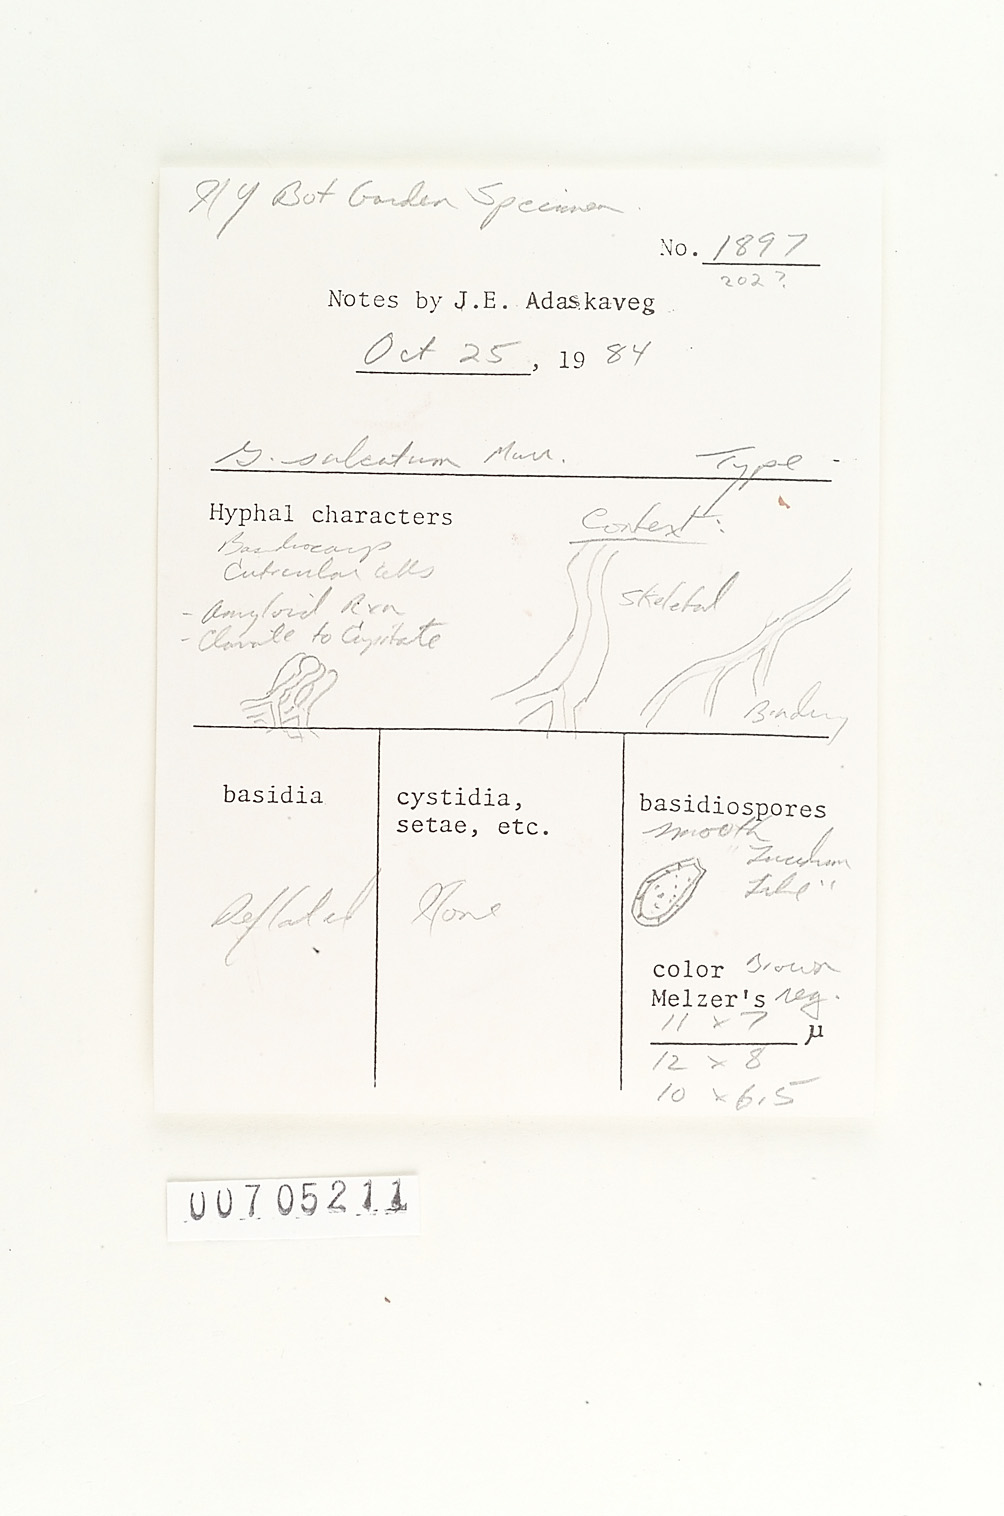 NY Bot Garden Specimen.
No. 1897
202?
Notes by J.E. Adaskaveg
Oct 25, 19 84
G. sulcatum Murr. Type -
Hyphal characters
Context:
Basidiocarp
Cuticular Cells
Skeletal
- Amyloid Rxn
- Clavate to Capitate
Binding
basidia
cystidia,
setae, etc.
basidiospores
smooth
"Lucidum
Like"
Deflated
None
color Brown
Melzer's neg.
11 x 7 µ
12 x 8
10 x 6.5
00705211